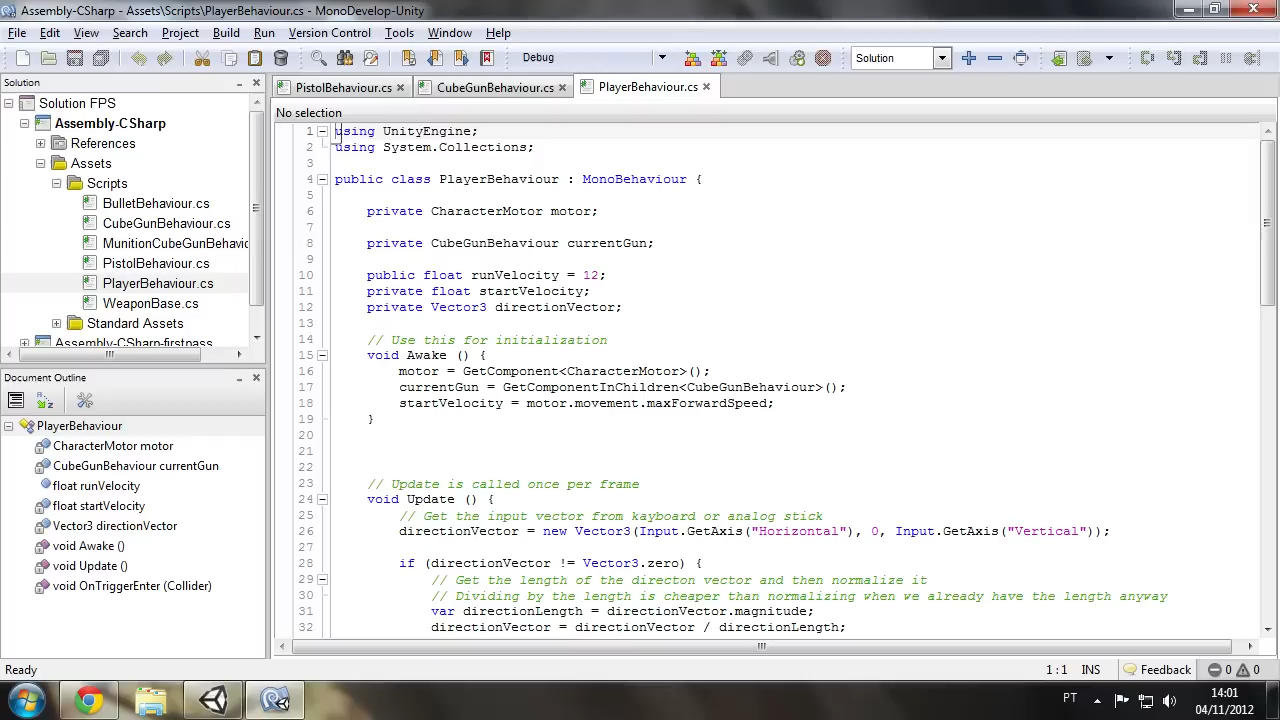 Assembly-CSharp - Assets\Scripts\PlayerBehaviour.cs - MonoDevelop-Unity
File Edit View Search Project Build Run Version Control Tools Window Help
Debug
Solution
Solution
PistolBehaviour.cs
CubeGunBehaviour.cs
PlayerBehaviour.cs
No selection
Solution FPS
Assembly-CSharp
References
Assets
Scripts
BulletBehaviour.cs
CubeGunBehaviour.cs
MunitionCubeGunBehavic
PistolBehaviour.cs
PlayerBehaviour.cs
WeaponBase.cs
Standard Assets
Assembly-CSharp-firstpass
Document Outline
PlayerBehaviour
CharacterMotor motor
CubeGunBehaviour currentGun
float runVelocity
float startVelocity
Vector3 directionVector
void Awake ()
void Update ()
void OnTriggerEnter (Collider)
1 using UnityEngine;
2 using System.Collections;
3
4 public class PlayerBehaviour : MonoBehaviour {
5
6 private CharacterMotor motor;
7
8 private CubeGunBehaviour currentGun;
9
10 public float runVelocity = 12;
11 private float startVelocity;
12 private Vector3 directionVector;
13
14 // Use this for initialization
15 void Awake () {
16 motor = GetComponent<CharacterMotor>();
17 currentGun = GetComponentInChildren<CubeGunBehaviour>();
18 startVelocity = motor.movement.maxForwardSpeed;
19 }
20
21
22
23 // Update is called once per frame
24 void Update () {
25 // Get the input vector from kayboard or analog stick
26 directionVector = new Vector3(Input.GetAxis("Horizontal"), 0, Input.GetAxis("Vertical"));
27
28 if (directionVector != Vector3.zero) {
29 // Get the length of the directon vector and then normalize it
30 // Dividing by the length is cheaper than normalizing when we already have the length anyway
31 var directionLength = directionVector.magnitude;
32 directionVector = directionVector / directionLength;
Ready
1 : 1 INS Feedback 0 0
PT
14:01
04/11/2012